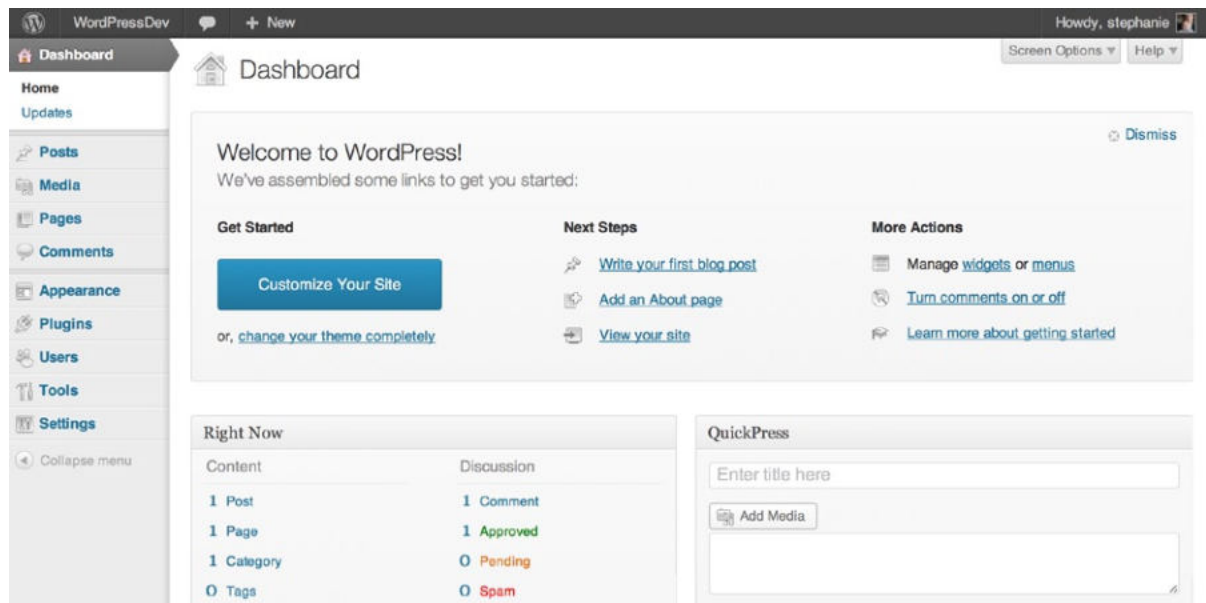 WordPressDev + New Howdy, stephanie
Dashboard
Home
Updates
Posts
Media
Pages
Comments
Appearance
Plugins
Users
Tools
Settings
Collapse menu
Screen Options Help
Dashboard
Dismiss
Welcome to WordPress!
We've assembled some links to get you started:
Get Started
Customize Your Site
or, change your theme completely
Next Steps
Write your first blog post
Add an About page
View your site
More Actions
Manage widgets or menus
Turn comments on or off
Learn more about getting started
Right Now
Content Discussion
1 Post 1 Comment
1 Page 1 Approved
1 Category 0 Pending
0 Tags 0 Spam
QuickPress
Enter title here
Add Media